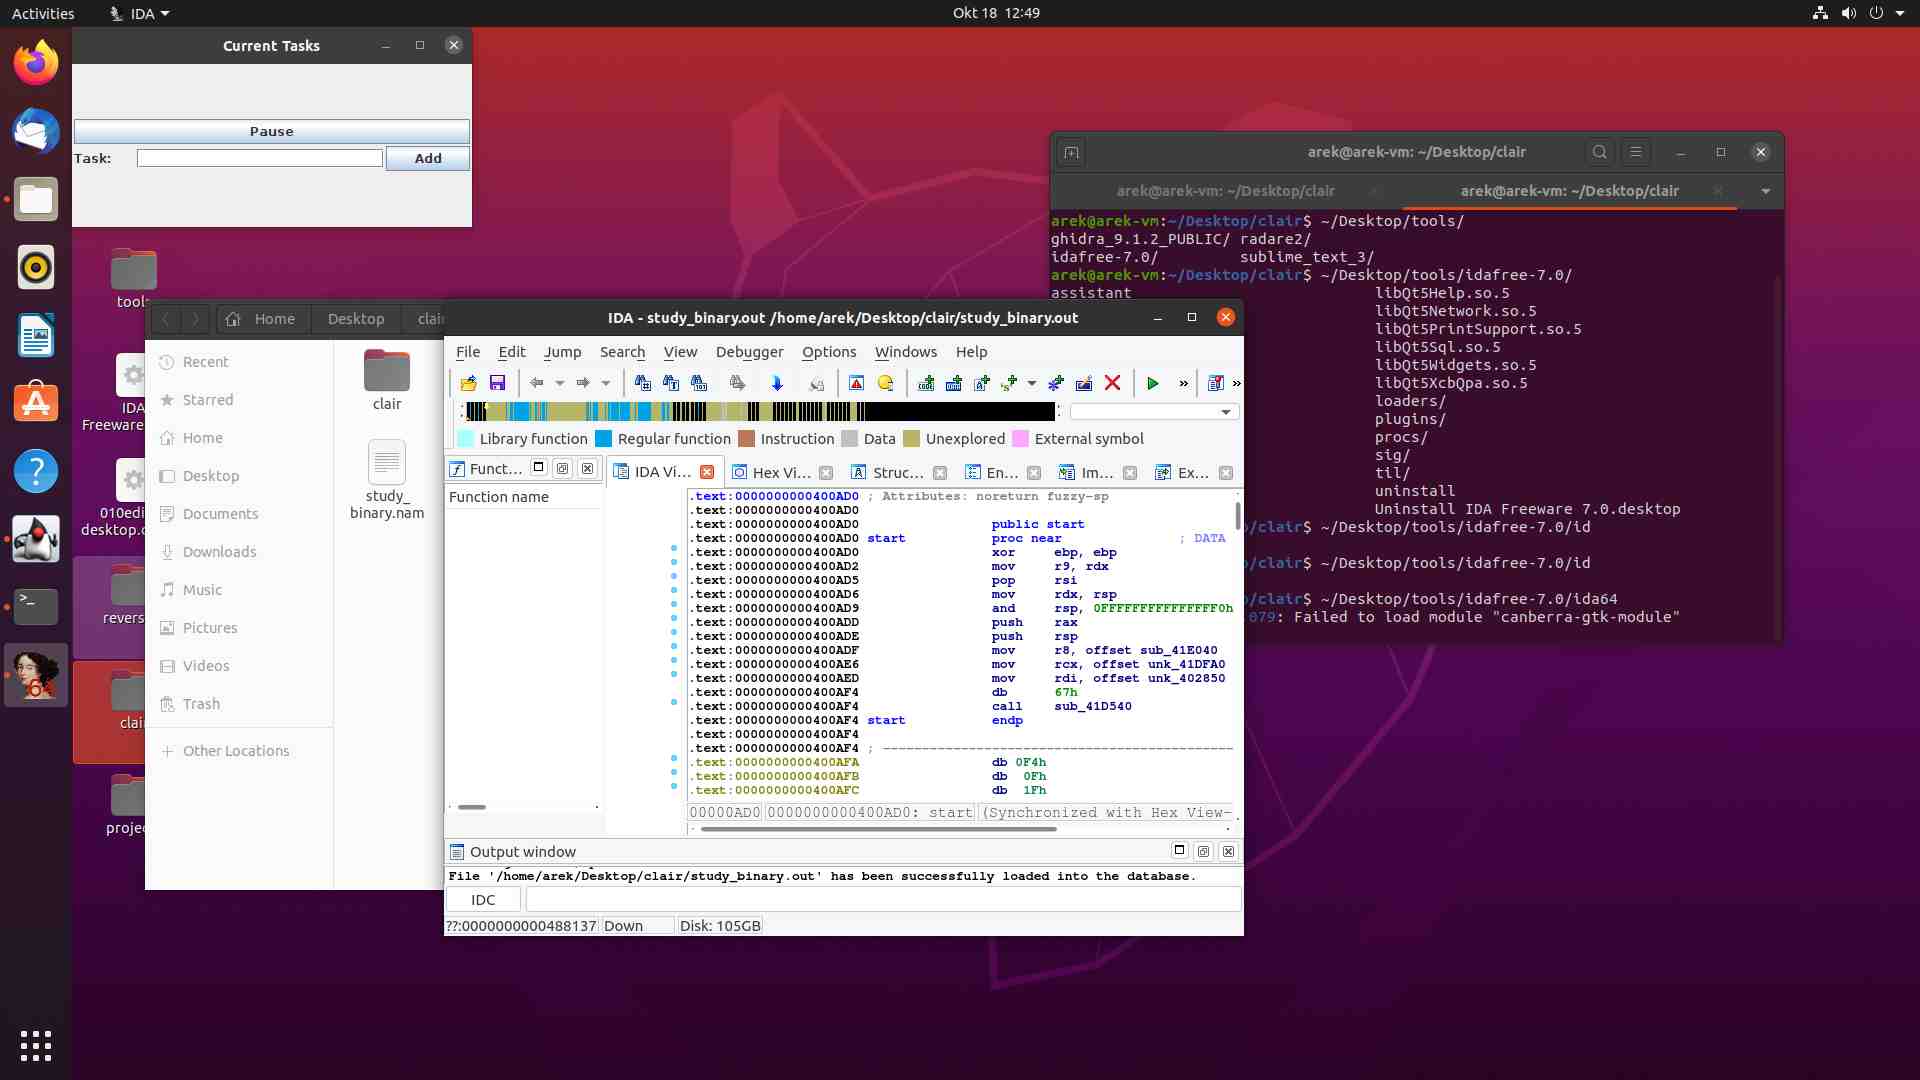 Activities
IDA
Okt 18 12:49
Current Tasks
Pause
Task:
Add
tools
IDA
Freeware
010edi
desktop.c
revers
clai
projec
Home
Desktop
clair
Recent
Starred
Home
Desktop
Documents
Downloads
Music
Pictures
Videos
Trash
Other Locations
clair
study_
binary.nam
arek@arek-vm: ~/Desktop/clair
arek@arek-vm: ~/Desktop/clair
arek@arek-vm: ~/Desktop/clair
arek@arek-vm:~/Desktop/clair$ ~/Desktop/tools/
ghidra_9.1.2_PUBLIC/ radare2/
idafree-7.0/ sublime_text_3/
arek@arek-vm:~/Desktop/clair$ ~/Desktop/tools/idafree-7.0/
assistant libQt5Help.so.5
libQt5Network.so.5
libQt5PrintSupport.so.5
libQt5Sql.so.5
libQt5Widgets.so.5
libQt5XcbQpa.so.5
loaders/
plugins/
procs/
sig/
til/
uninstall
Uninstall IDA Freeware 7.0.desktop
/clair$ ~/Desktop/tools/idafree-7.0/id
/clair$ ~/Desktop/tools/idafree-7.0/id
/clair$ ~/Desktop/tools/idafree-7.0/ida64
079: Failed to load module "canberra-gtk-module"
IDA - study_binary.out /home/arek/Desktop/clair/study_binary.out
File Edit Jump Search View Debugger Options Windows Help
Library function Regular function Instruction Data Unexplored External symbol
Funct...
IDA Vi...
Hex Vi...
Struc...
En...
Im...
Ex...
Function name
.text:0000000000400AD0 ; Attributes: noreturn fuzzy-sp
.text:0000000000400AD0
.text:0000000000400AD0 public start
.text:0000000000400AD0 start proc near ; DATA
.text:0000000000400AD0 xor ebp, ebp
.text:0000000000400AD2 mov r9, rdx
.text:0000000000400AD5 pop rsi
.text:0000000000400AD6 mov rdx, rsp
.text:0000000000400AD9 and rsp, 0FFFFFFFFFFFFFFF0h
.text:0000000000400ADD push rax
.text:0000000000400ADE push rsp
.text:0000000000400ADF mov r8, offset sub_41E040
.text:0000000000400AE6 mov rcx, offset unk_41DFA0
.text:0000000000400AED mov rdi, offset unk_402850
.text:0000000000400AF4 db 67h
.text:0000000000400AF4 call sub_41D540
.text:0000000000400AF4 start endp
.text:0000000000400AF4
.text:0000000000400AF4 ; ---------------------------------------------
.text:0000000000400AFA db 0F4h
.text:0000000000400AFB db 0Fh
.text:0000000000400AFC db 1Fh
00000AD0 0000000000400AD0: start (Synchronized with Hex View-
Output window
File '/home/arek/Desktop/clair/study_binary.out' has been successfully loaded into the database.
IDC
??:0000000000488137 Down Disk: 105GB